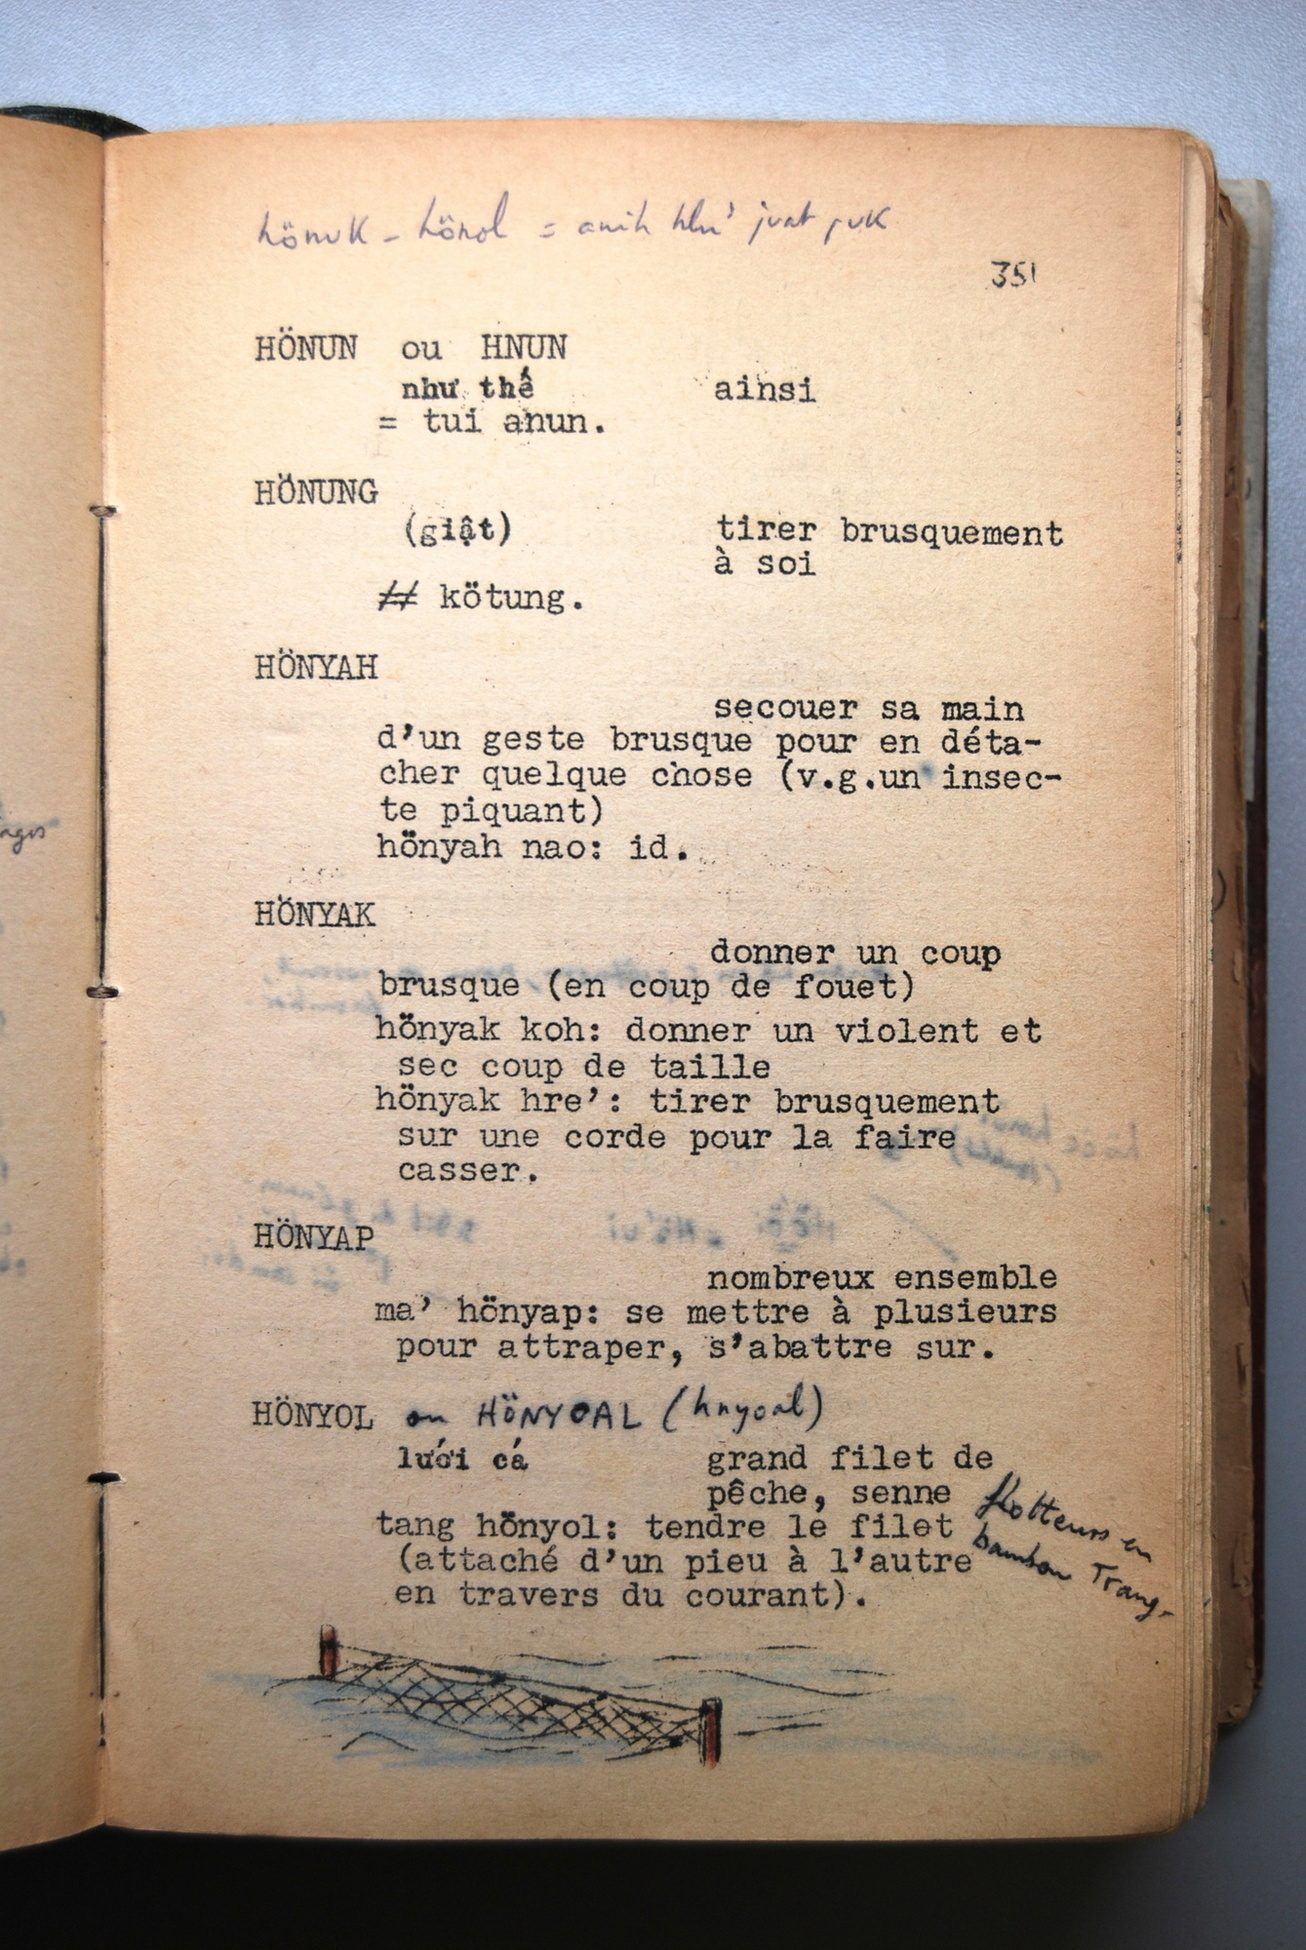 hönuk - hönol = anih hlu' juat
351
HÖNUN ou HNUN
như thế ainsi
= tui anun.
HÖNUNG
(giật) tirer brusquement
à soi
# kötung.
HÖNYAH
secouer sa main
d'un geste brusque pour en déta-
cher quelque chose (v.g.un insec-
te piquant)
hönyah nao: id.
HÖNYAK
donner un coup
brusque (en coup de fouet)
hönyak koh: donner un violent et
sec coup de taille
hönyak hre': tirer brusquement
sur une corde pour la faire
casser.
HÖNYAP
nombreux ensemble
ma' hönyap: se mettre à plusieurs
pour attraper, s'abattre sur.
HÖNYOL ou HÖNYOAL (hnyoal)
lưới cá grand filet de
pêche, senne
tang hönyol: tendre le filet
(attaché d'un pieu à l'autre
en travers du courant).
flotteurs en
bambou Trang-